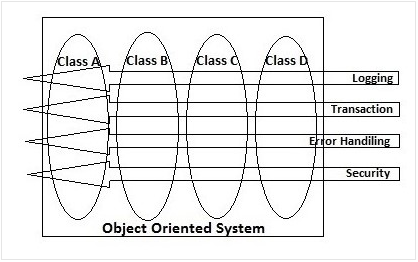 Class A Class B Class C Class D
Logging
Transaction
Error Handiling
Security
Object Oriented System